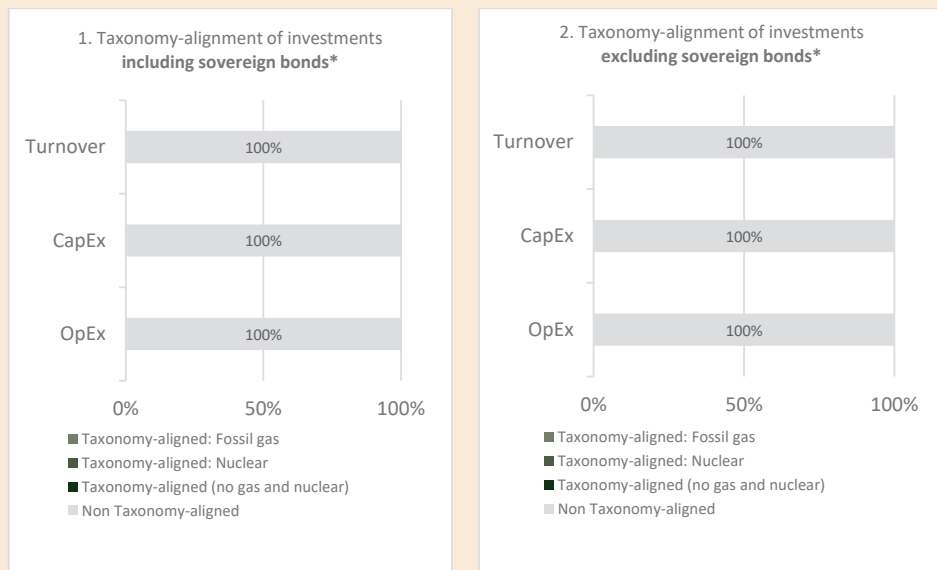 1. Taxonomy-alignment of investments
including sovereign bonds*
Turnover
100%
CapEx
100%
OpEx
100%
0%
50%
100%
Taxonomy-aligned: Fossil gas
Taxonomy-aligned: Nuclear
Taxonomy-aligned (no gas and nuclear)
Non Taxonomy-aligned
2. Taxonomy-alignment of investments
excluding sovereign bonds*
Turnover
100%
CapEx
100%
OpEx
100%
0%
50%
100%
Taxonomy-aligned: Fossil gas
Taxonomy-aligned: Nuclear
Taxonomy-aligned (no gas and nuclear)
Non Taxonomy-aligned